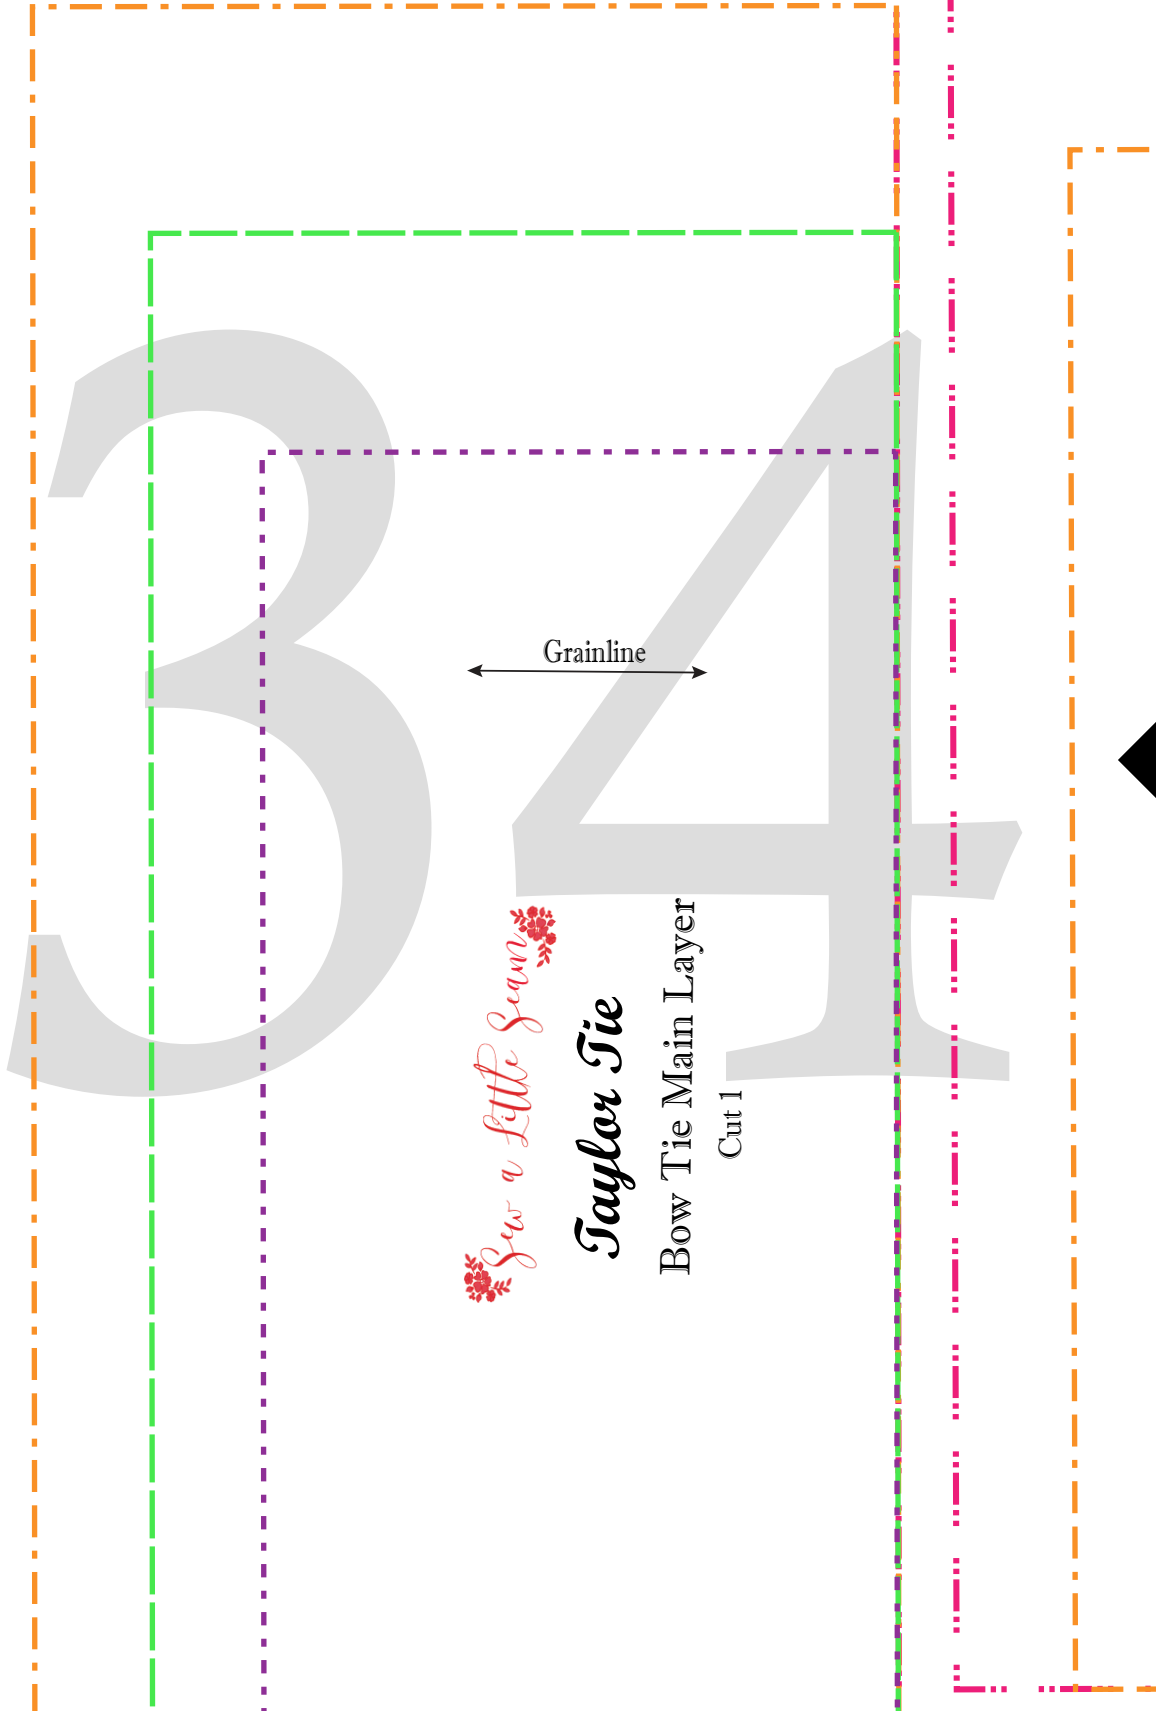 34
Grainline
Sew a Little Seam
Taylor Tie
Bow Tie Main Layer
Cut 1